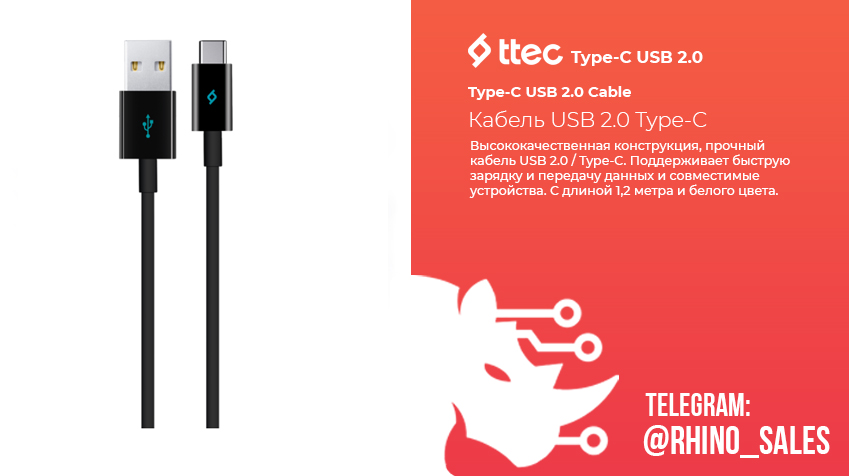 ttec Type-C USB 2.0
Type-C USB 2.0 Cable
Кабель USB 2.0 Type-C
Высококачественная конструкция, прочный
кабель USB 2.0 / Type-C. Поддерживает быструю
зарядку и передачу данных и совместимые
устройства. С длиной 1,2 метра и белого цвета.
TELEGRAM:
@RHINO_SALES